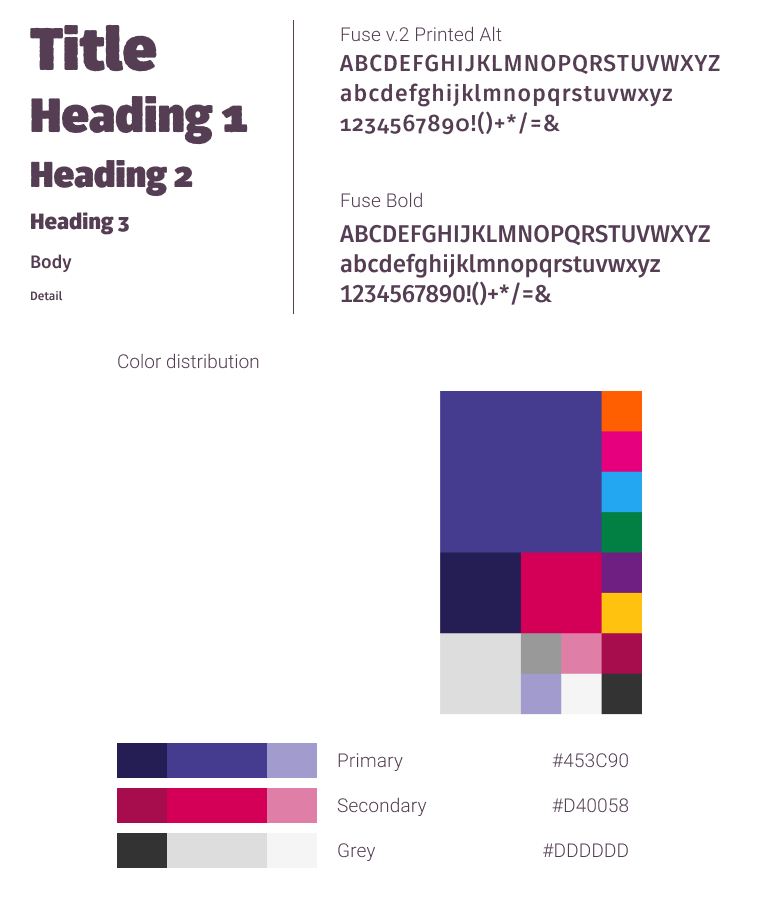 Title
Heading 1
Heading 2
Heading 3
Body
Detail
Fuse v.2 Printed Alt
ABCDEFGHIJKLMNOPQRSTUVWXYZ
abcdefghijklmnopqrstuvwxyz
1234567890!()+*/=&
Fuse Bold
ABCDEFGHIJKLMNOPQRSTUVWXYZ
abcdefghijklmnopqrstuvwxyz
1234567890!()+*/=&
Color distribution
Primary #453C90
Secondary #D40058
Grey #DDDDDD